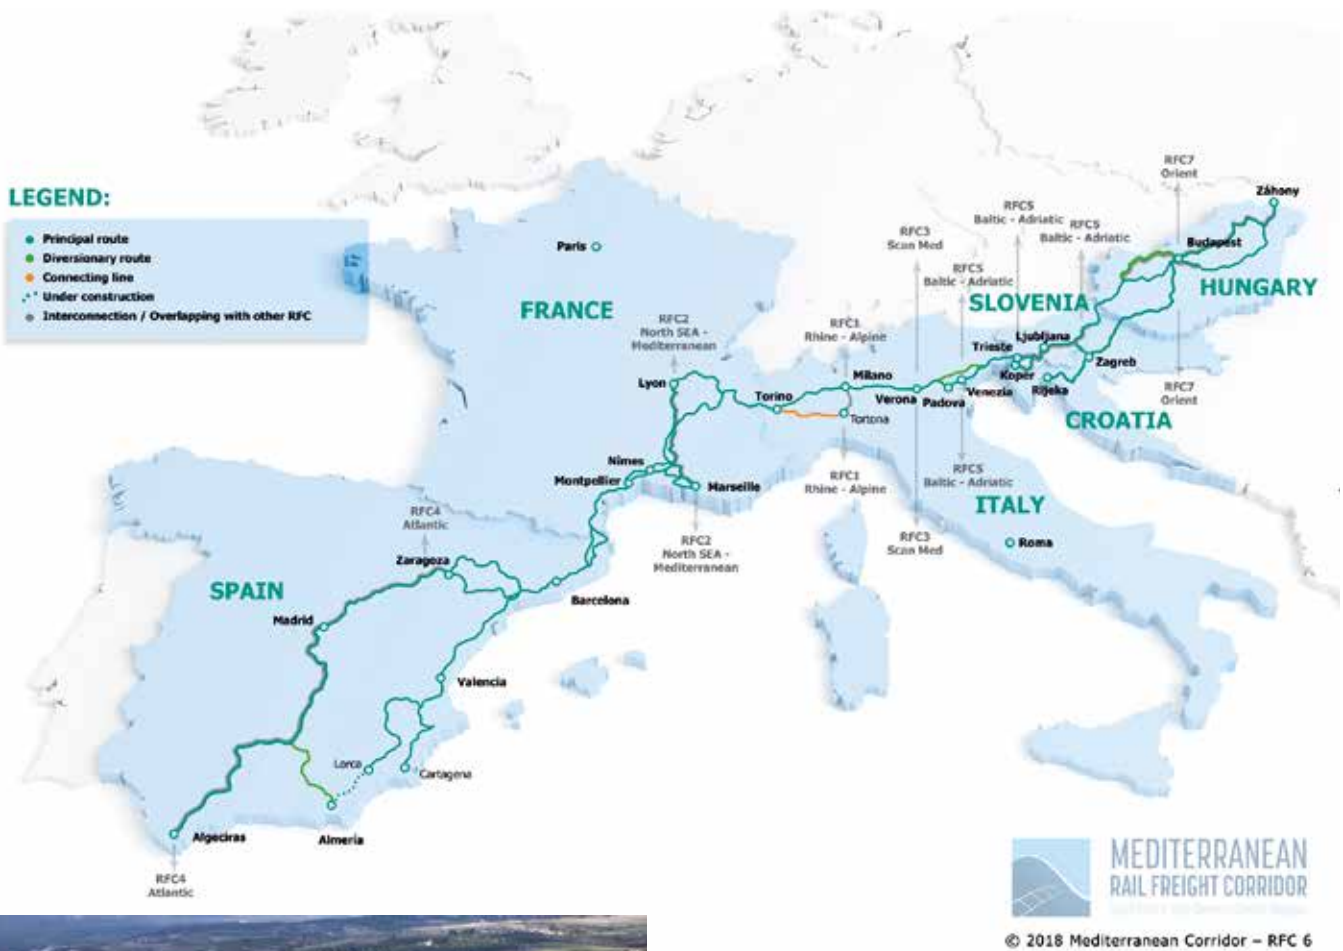 LEGEND:
Principal route
Diversionary route
Connecting line
Under construction
Interconnection / Overlapping with other RFC
Paris
FRANCE
RFC7
Orient
Záhony
RFC5
Baltic - Adriatic
RFC5
Baltic - Adriatic
RFC3
Scan Med
RFC5
Baltic - Adriatic
Budapest
HUNGARY
SLOVENIA
Ljubljana
Trieste
Koper
Zagreb
Rijeka
RFC7
Orient
CROATIA
RFC2
North SEA -
Mediterranean
RFC1
Rhine - Alpine
Lyon
Torino
Milano
Verona
Padova
Venezia
Tortona
Nîmes
Montpellier
Marseille
RFC1
Rhine - Alpine
RFC5
Baltic - Adriatic
ITALY
RFC2
North SEA -
Mediterranean
RFC3
Scan Med
Roma
RFC4
Atlantic
Zaragoza
SPAIN
Barcelona
Madrid
Valencia
Lorca
Cartagena
Algeciras
Almería
RFC4
Atlantic
MEDITERRANEAN
RAIL FREIGHT CORRIDOR
© 2018 Mediterranean Corridor – RFC 6